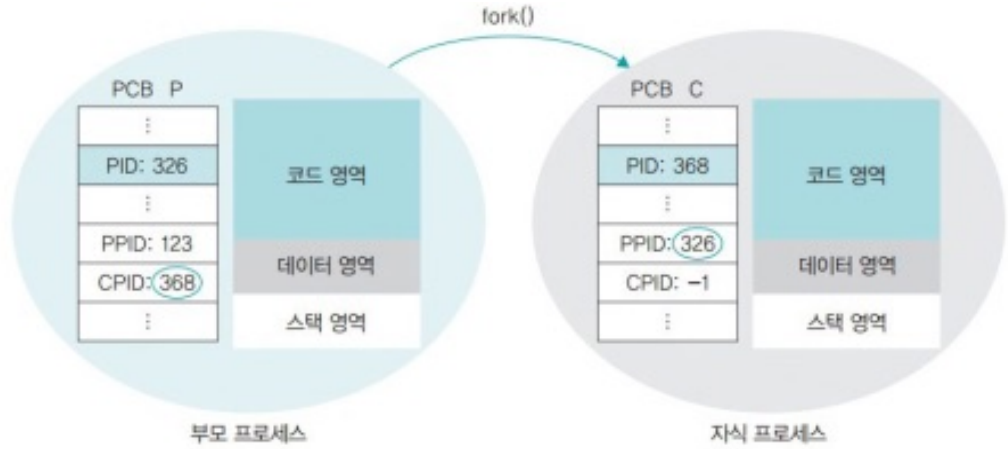 fork()
PCB P
⋮
PID: 326
⋮
PPID: 123
CPID: 368
⋮
코드 영역
데이터 영역
스택 영역
부모 프로세스
PCB C
⋮
PID: 368
⋮
PPID: 326
CPID: –1
⋮
코드 영역
데이터 영역
스택 영역
자식 프로세스